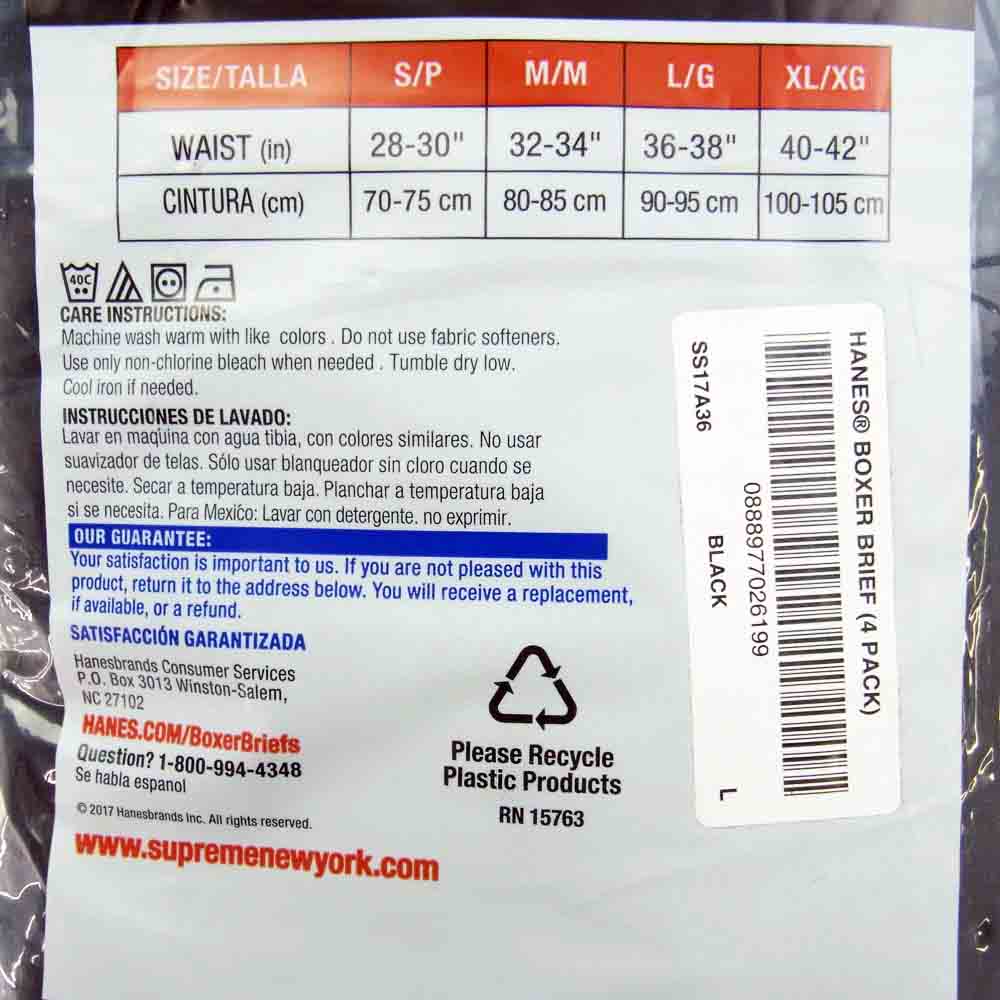 SIZE/TALLA S/P M/M L/G XL/XG
WAIST (in) 28-30" 32-34" 36-38" 40-42"
CINTURA (cm) 70-75 cm 80-85 cm 90-95 cm 100-105 cm
40C
CARE INSTRUCTIONS:
Machine wash warm with like colors . Do not use fabric softeners.
Use only non-chlorine bleach when needed . Tumble dry low.
Cool iron if needed.
INSTRUCCIONES DE LAVADO:
Lavar en maquina con agua tibia, con colores similares. No usar
suavizador de telas. Sólo usar blanqueador sin cloro cuando se
necesite. Secar a temperatura baja. Planchar a temperatura baja
si se necesita. Para Mexico: Lavar con detergente. no exprimir.
OUR GUARANTEE:
Your satisfaction is important to us. If you are not pleased with this
product, return it to the address below. You will receive a replacement,
if available, or a refund.
SATISFACCIÓN GARANTIZADA
Hanesbrands Consumer Services
P.O. Box 3013 Winston-Salem,
NC 27102
HANES.COM/BoxerBriefs
Question? 1-800-994-4348
Se habla espanol
© 2017 Hanesbrands Inc. All rights reserved.
www.supremenewyork.com
Please Recycle
Plastic Products
RN 15763
HANES® BOXER BRIEF (4 PACK)
088897702619​9
SS17A36 BLACK L